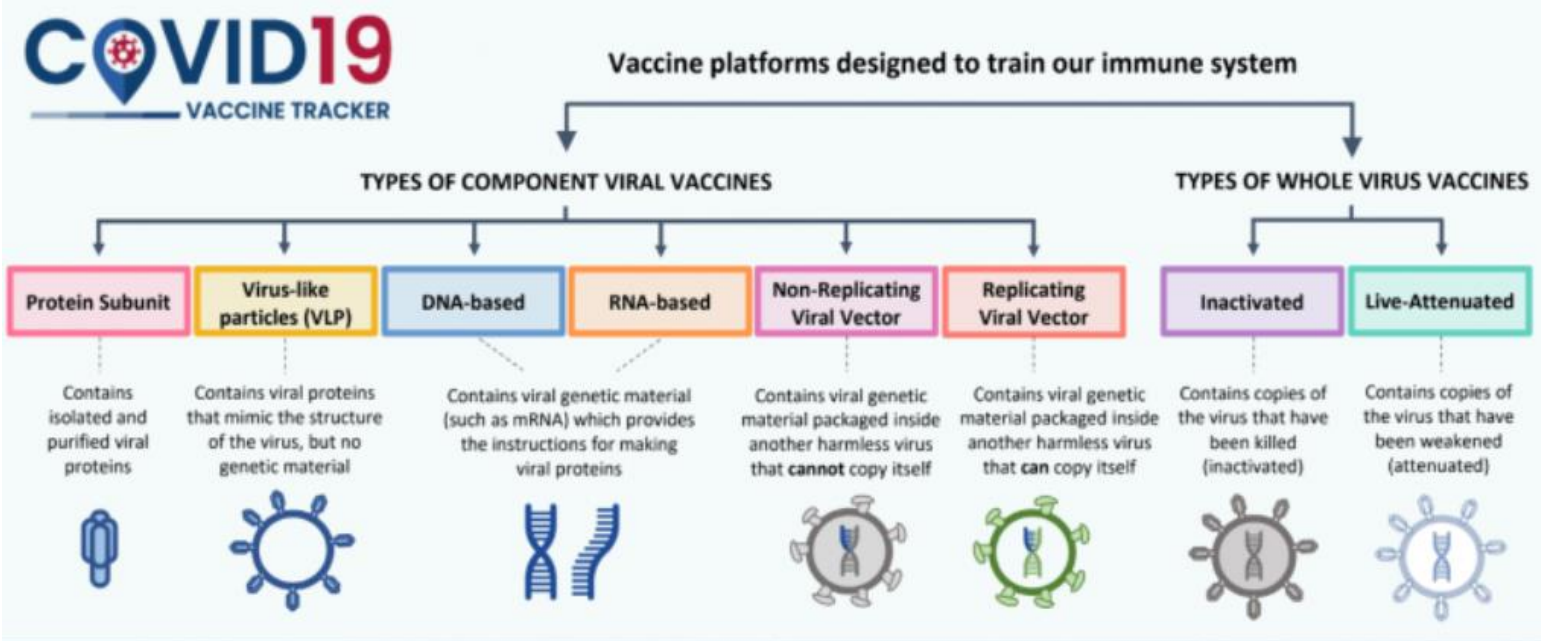 COVID19
VACCINE TRACKER
Vaccine platforms designed to train our immune system
TYPES OF COMPONENT VIRAL VACCINES
TYPES OF WHOLE VIRUS VACCINES
Protein Subunit
Virus-like
particles (VLP)
DNA-based
RNA-based
Non-Replicating
Viral Vector
Replicating
Viral Vector
Inactivated
Live-Attenuated
Contains
isolated and
purified viral
proteins
Contains viral proteins
that mimic the structure
of the virus, but no
genetic material
Contains viral genetic material
(such as mRNA) which provides
the instructions for making
viral proteins
Contains viral genetic
material packaged inside
another harmless virus
that cannot copy itself
Contains viral genetic
material packaged inside
another harmless virus
that can copy itself
Contains copies of
the virus that have
been killed
(inactivated)
Contains copies of
the virus that have
been weakened
(attenuated)